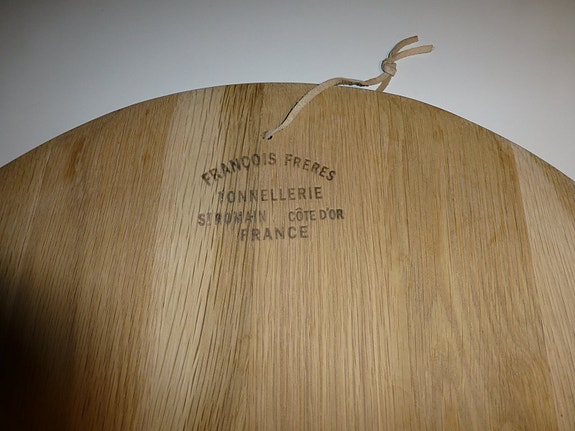 FRANÇOIS FRERES
TONNELLERIE
ST ROMAIN CÔTE D'OR
FRANCE